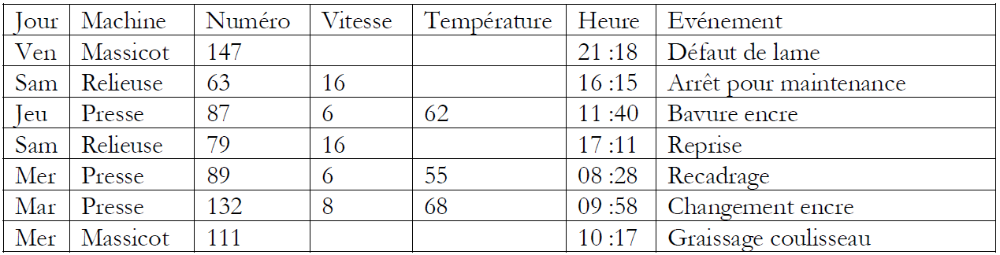 Jour Machine Numéro Vitesse Température Heure Evénement
Ven Massicot 147 21 :18 Défaut de lame
Sam Relieuse 63 16 16 :15 Arrêt pour maintenance
Jeu Presse 87 6 62 11 :40 Bavure encre
Sam Relieuse 79 16 17 :11 Reprise
Mer Presse 89 6 55 08 :28 Recadrage
Mar Presse 132 8 68 09 :58 Changement encre
Mer Massicot 111 10 :17 Graissage coulisseau